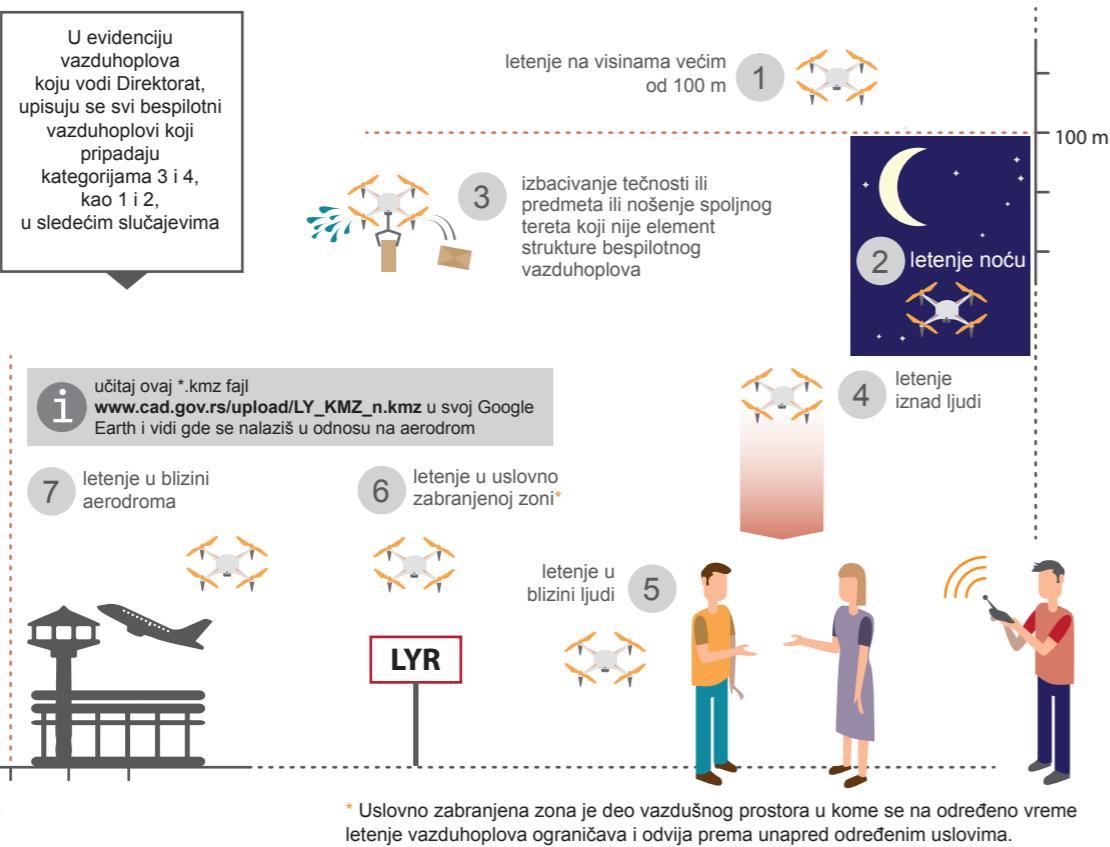 U evidenciju
vazduhoplova
koju vodi Direktorat,
upisuju se svi bespilotni
vazduhoplovi koji
pripadaju
kategorijama 3 i 4,
kao 1 i 2,
u sledećim slučajevima
letenje na visinama većim
od 100 m
1
100 m
3
izbacivanje tečnosti ili
predmeta ili nošenje spoljnog
tereta koji nije element
strukture bespilotnog
vazduhoplova
2 letenje noću
i
učitaj ovaj *.kmz fajl
www.cad.gov.rs/upload/LY_KMZ_n.kmz u svoj Google
Earth i vidi gde se nalaziš u odnosu na aerodrom
4
letenje
iznad ljudi
7
letenje u blizini
aerodroma
6
letenje u uslovno
zabranjenoj zoni*
letenje u
blizini ljudi
5
LYR
* Uslovno zabranjena zona je deo vazdušnog prostora u kome se na određeno vreme
letenje vazduhoplova ograničava i odvija prema unapred određenim uslovima.